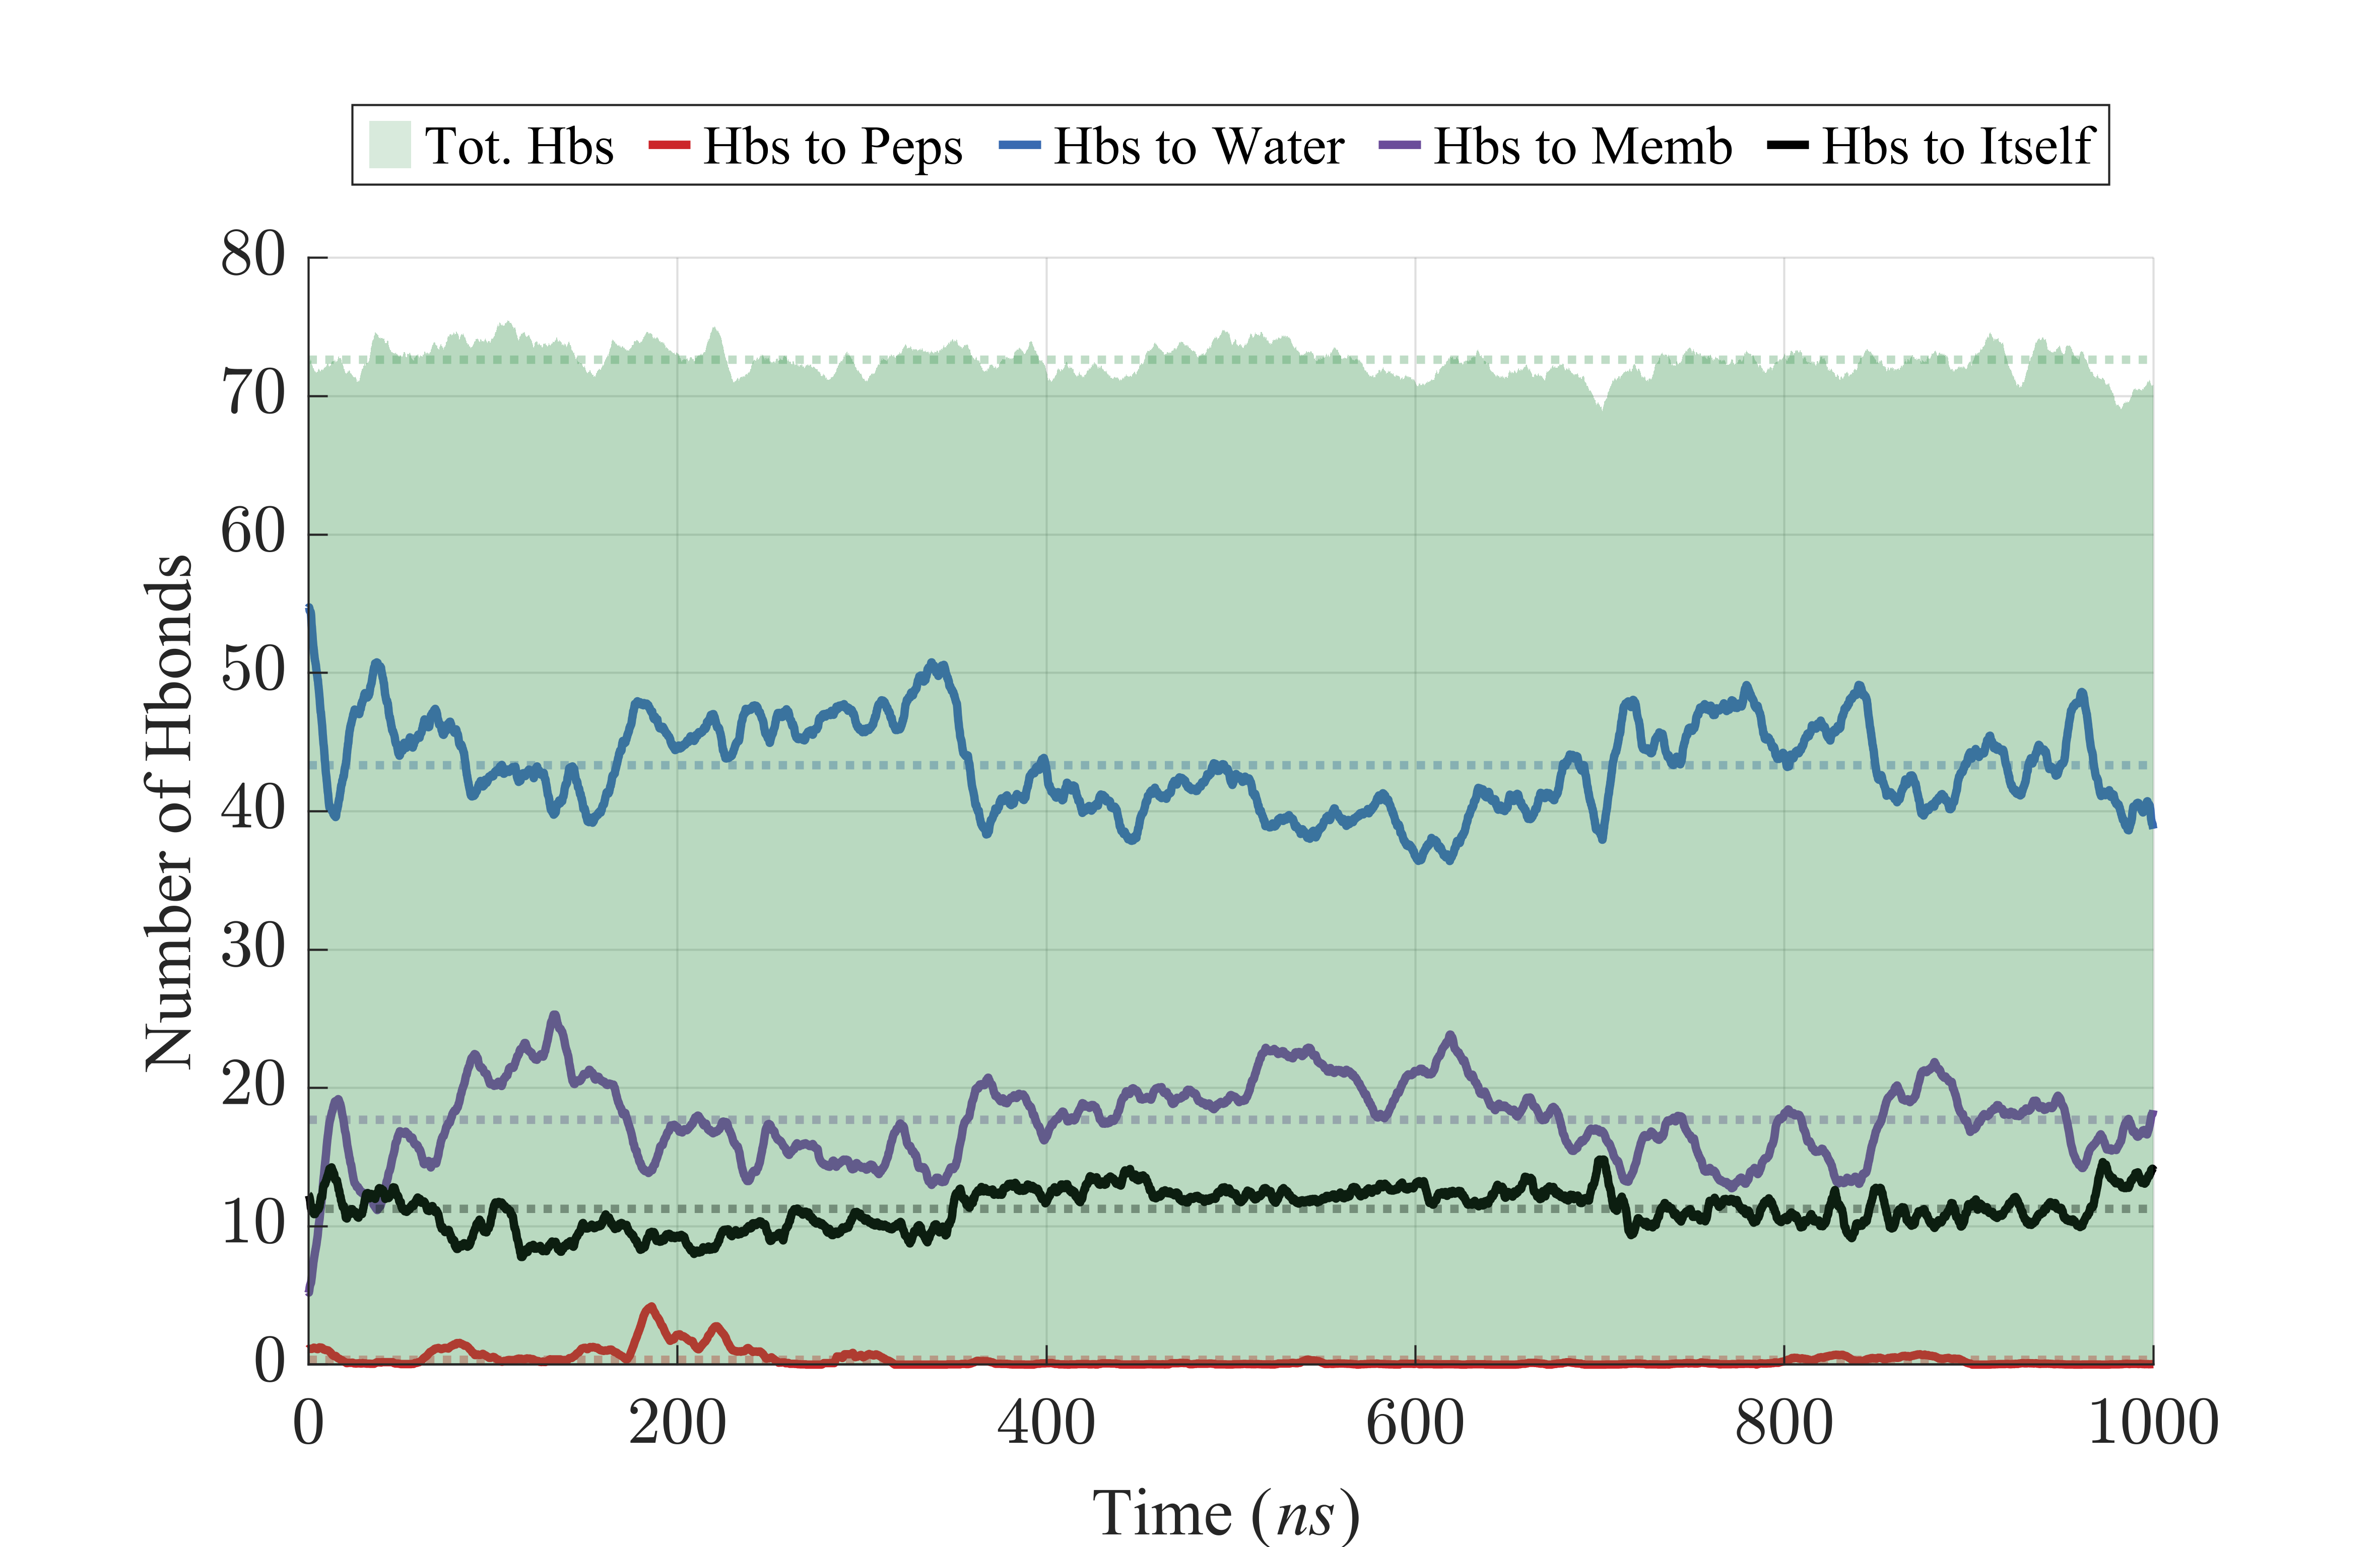 Tot. Hbs Hbs to Peps Hbs to Water Hbs to Memb Hbs to Itself
80
70
60
50
40
30
20
10
0
Number of Hbonds
0 200 400 600 800 1000
Time (ns)